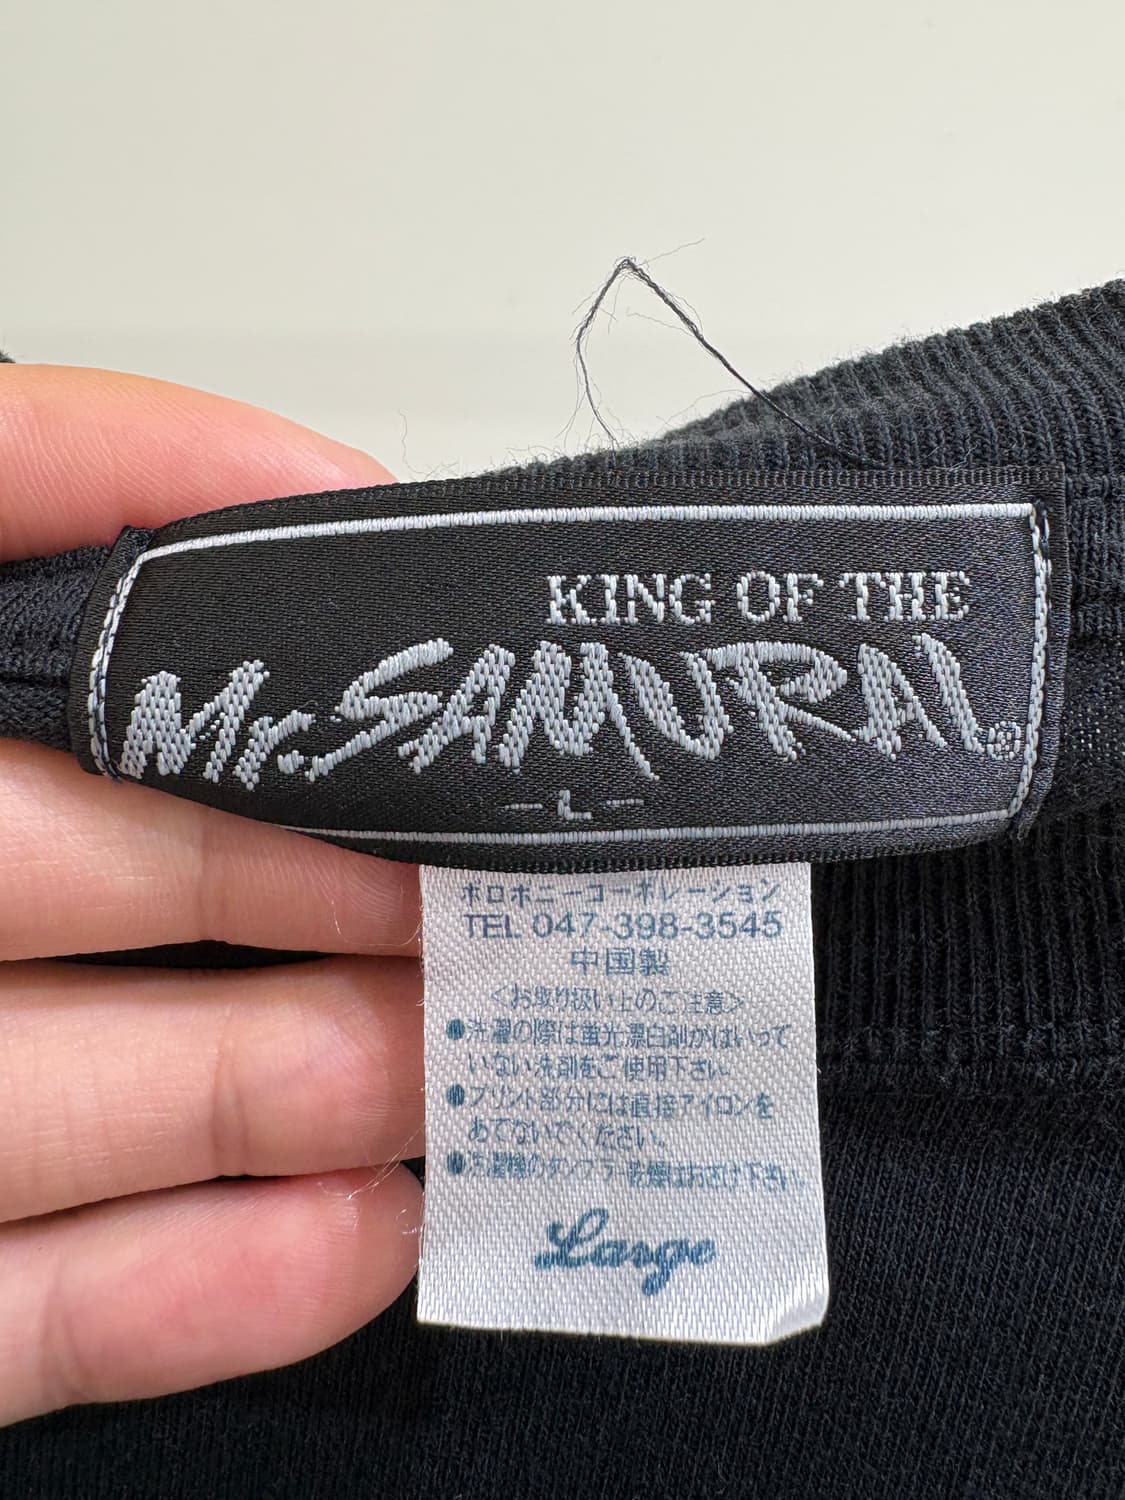 KING OF THE
Mr. SAMURAI®
-L-
ボロボニーコーポレーション
TEL 047-398-3545
中国製
<お取り扱い上のご注意>
●洗濯の際は蛍光漂白剤がはいって
いない洗剤をご使用下さい。
●プリント部分には直接アイロンを
あてないでください。
●洗濯機のタンブラー乾燥はおさけ下さい。
Large